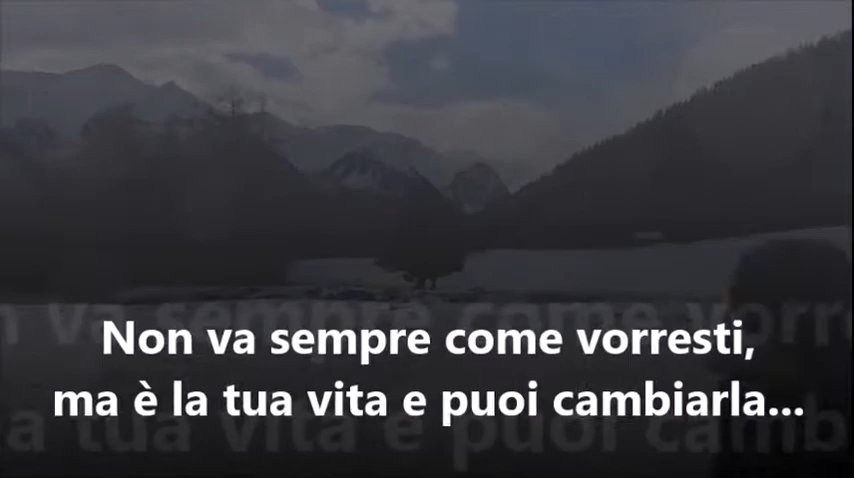 Non va sempre come vorresti,
ma è la tua vita e puoi cambiarla...